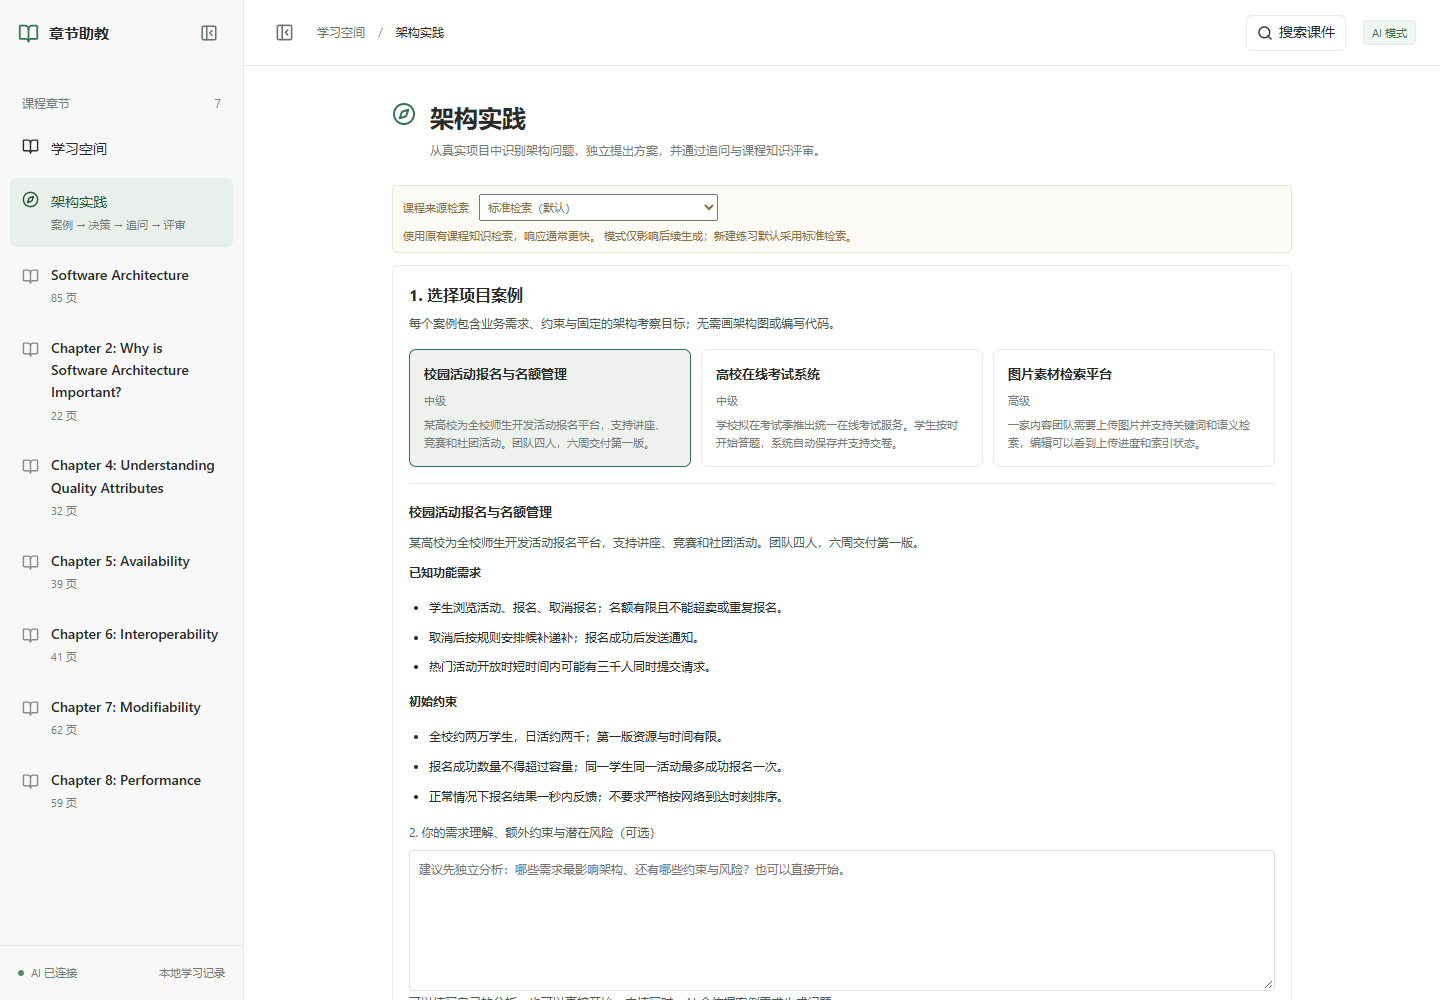 章节助教
课程章节 7
学习空间
架构实践
案例 → 决策 → 追问 → 评审
Software Architecture
85 页
Chapter 2: Why is
Software Architecture
Important?
22 页
Chapter 4: Understanding
Quality Attributes
32 页
Chapter 5: Availability
39 页
Chapter 6: Interoperability
41 页
Chapter 7: Modifiability
62 页
Chapter 8: Performance
59 页
AI 已连接 本地学习记录
学习空间 / 架构实践
搜索课件
AI 模式
架构实践
从真实项目中识别架构问题，独立提出方案，并通过追问与课程知识评审。
课程来源检索 标准检索（默认）
使用原有课程知识检索，响应通常更快。 模式仅影响后续生成；新建练习默认采用标准检索。
1. 选择项目案例
每个案例包含业务需求、约束与固定的架构考察目标；无需画架构图或编写代码。
校园活动报名与名额管理
中级
某高校为全校师生开发活动报名平台，支持讲座、
竞赛和社团活动。团队四人，六周交付第一版。
高校在线考试系统
中级
学校拟在考试季推出统一在线考试服务。学生按时
开始答题，系统自动保存并支持交卷。
图片素材检索平台
高级
一家内容团队需要上传图片并支持关键词和语义检
索，编辑可以看到上传进度和索引状态。
校园活动报名与名额管理
某高校为全校师生开发活动报名平台，支持讲座、竞赛和社团活动。团队四人，六周交付第一版。
已知功能需求
• 学生浏览活动、报名、取消报名；名额有限且不能超卖或重复报名。
• 取消后按规则安排候补递补；报名成功后发送通知。
• 热门活动开放时短时间内可能有三千人同时提交请求。
初始约束
• 全校约两万学生，日活约两千；第一版资源与时间有限。
• 报名成功数量不得超过容量；同一学生同一活动最多成功报名一次。
• 正常情况下报名结果一秒内反馈；不要求严格按网络到达时刻排序。
2. 你的需求理解、额外约束与潜在风险（可选）
建议先独立分析：哪些需求最影响架构、还有哪些约束与风险？也可以直接开始。